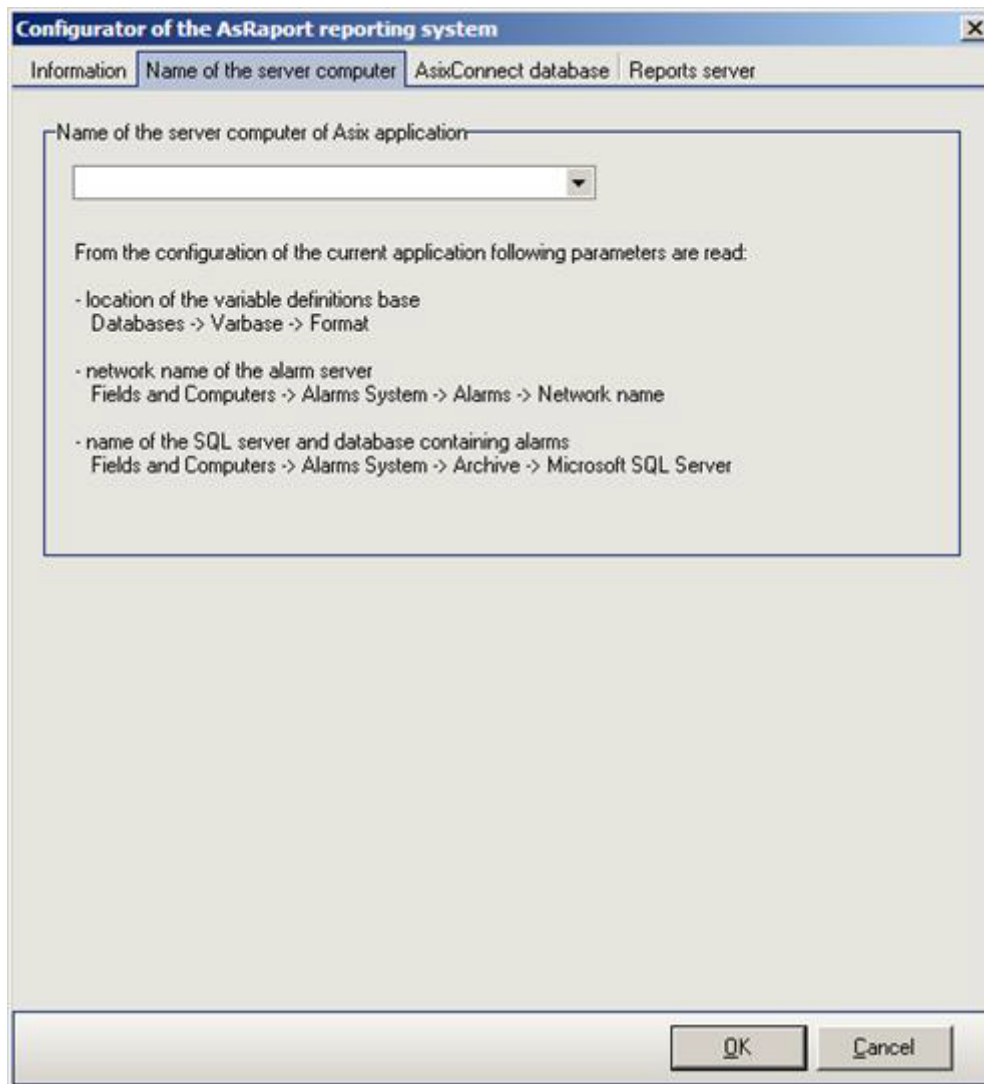 Configurator of the AsRaport reporting system
Information Name of the server computer AsixConnect database Reports server
Name of the server computer of Asix application
From the configuration of the current application following parameters are read:
- location of the variable definitions base
Databases -> Varbase -> Format
- network name of the alarm server
Fields and Computers -> Alarms System -> Alarms -> Network name
- name of the SQL server and database containing alarms
Fields and Computers -> Alarms System -> Archive -> Microsoft SQL Server
OK Cancel